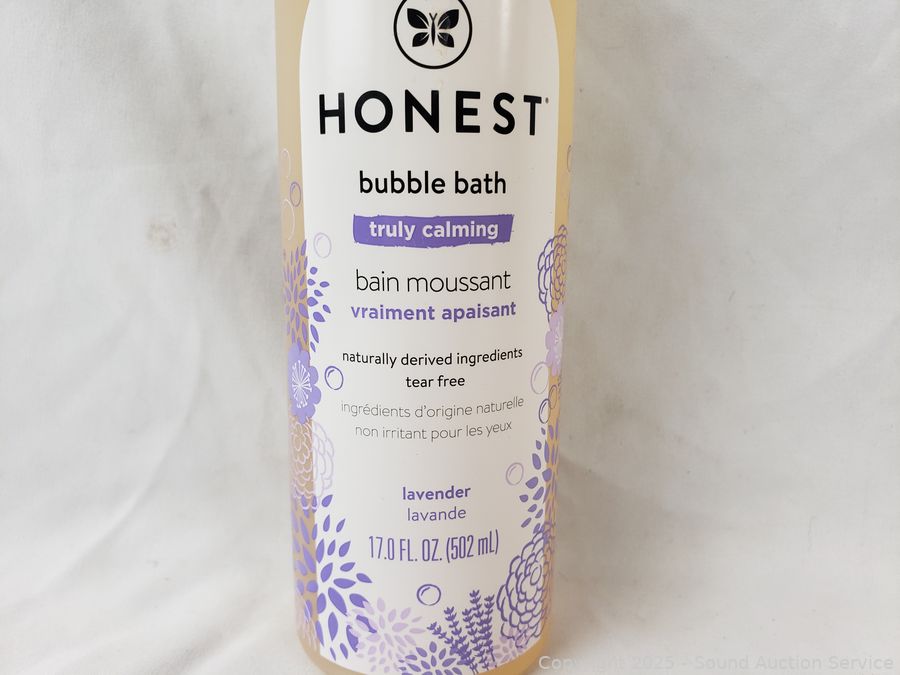 HONEST
bubble bath
truly calming
bain moussant
vraiment apaisant
naturally derived ingredients
tear free
ingrédients d'origine naturelle
non irritant pour les yeux
lavender
lavande
17.0 FL. OZ. (502 mL)
Copyright 2025 - Sound Auction Service